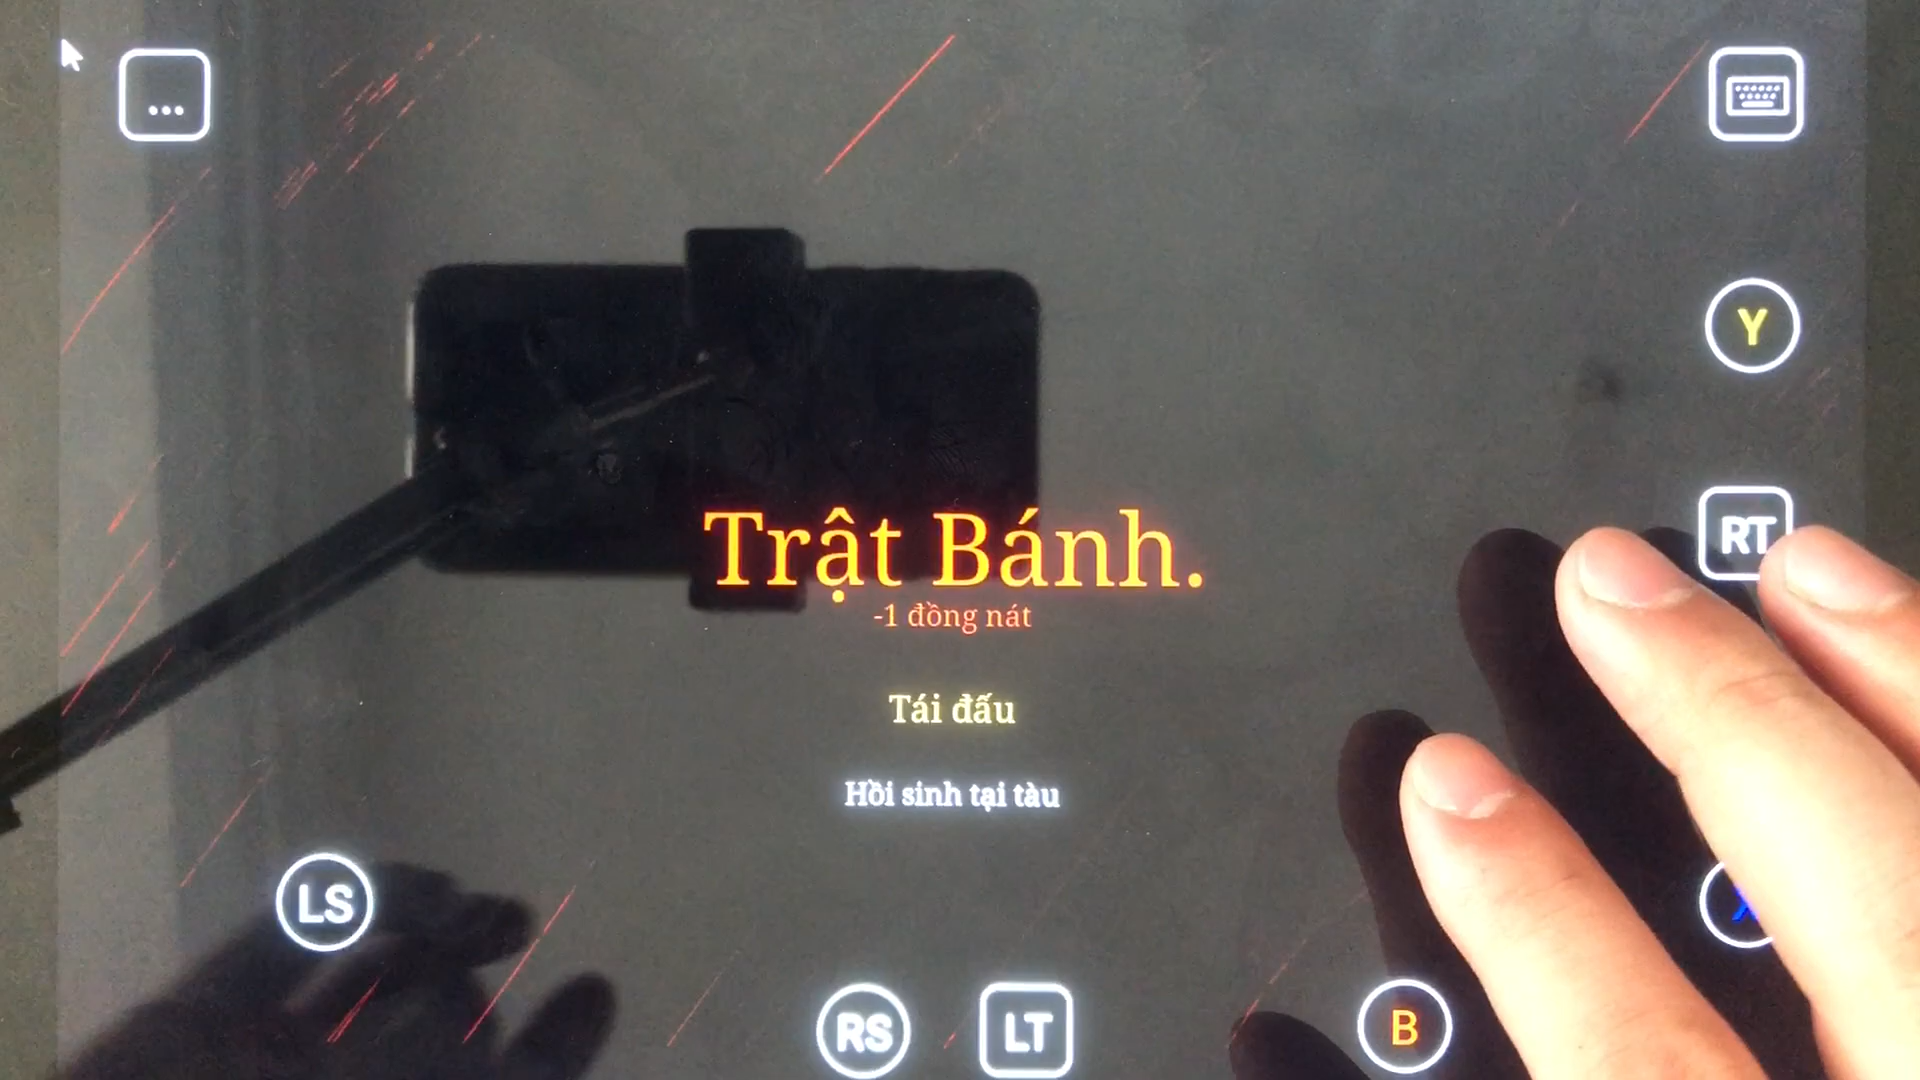 ...
Y
RT
Trật Bánh.
-1 đồng nát
Tái đấu
Hồi sinh tại tàu
LS
X
RS
LT
B